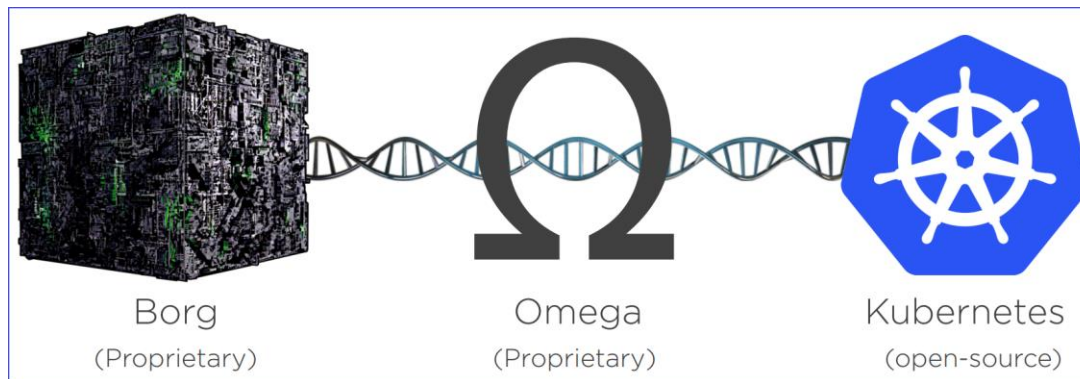 Ω
Borg
Omega
Kubernetes
(Proprietary)
(Proprietary)
(open-source)